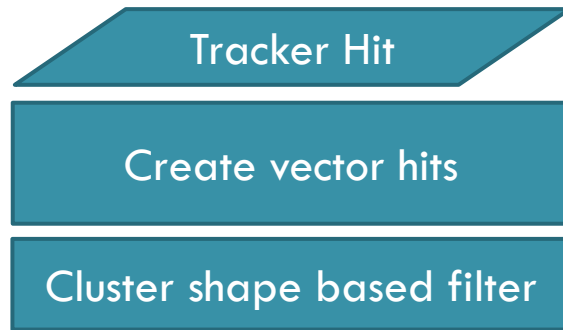 Tracker Hit
Create vector hits
Cluster shape based filter